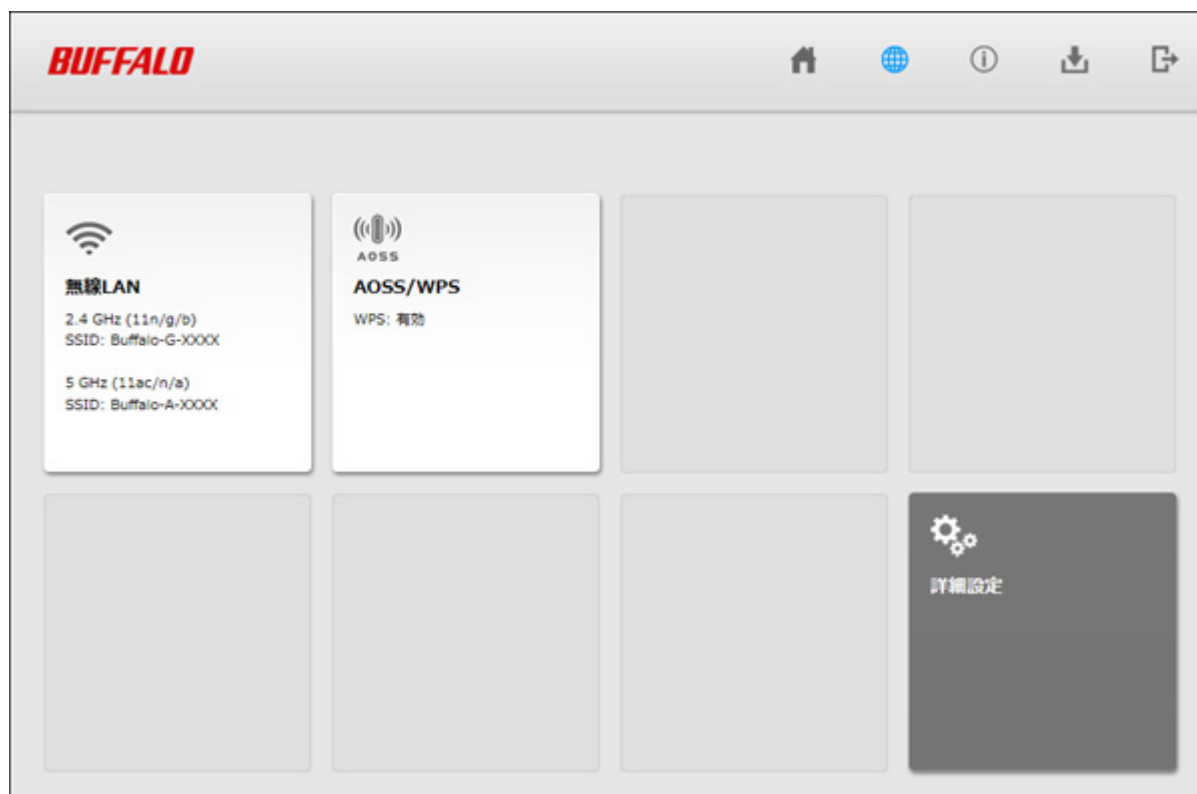 BUFFALO
無線LAN
2.4 GHz (11n/g/b)
SSID: Buffalo-G-XXXX
5 GHz (11ac/n/a)
SSID: Buffalo-A-XXXX
AOSS
AOSS/WPS
WPS: 有効
詳細設定